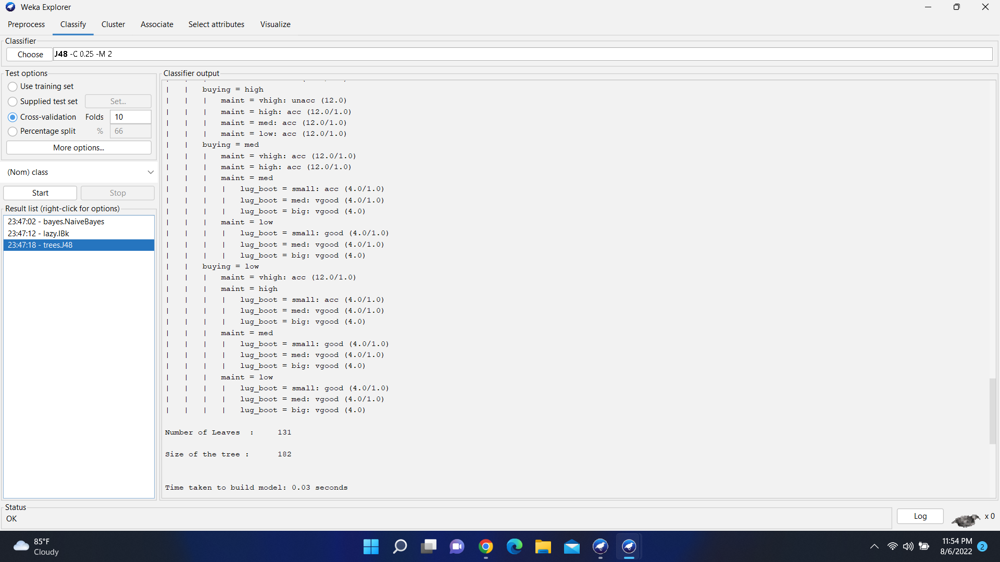 Weka Explorer
Preprocess Classify Cluster Associate Select attributes Visualize
Classifier
Choose J48 -C 0.25 -M 2
Test options
Use training set
Supplied test set Set...
Cross-validation Folds 10
Percentage split % 66
More options...
(Nom) class
Start Stop
Result list (right-click for options)
23:47:02 - bayes.NaiveBayes
23:47:12 - lazy.IBk
23:47:18 - trees.J48
Classifier output
| | buying = high
| | | maint = vhigh: unacc (12.0)
| | | maint = high: acc (12.0/1.0)
| | | maint = med: acc (12.0/1.0)
| | | maint = low: acc (12.0/1.0)
| | buying = med
| | | maint = vhigh: acc (12.0/1.0)
| | | maint = high: acc (12.0/1.0)
| | | maint = med
| | | | lug_boot = small: acc (4.0/1.0)
| | | | lug_boot = med: vgood (4.0/1.0)
| | | | lug_boot = big: vgood (4.0)
| | | maint = low
| | | | lug_boot = small: good (4.0/1.0)
| | | | lug_boot = med: vgood (4.0/1.0)
| | | | lug_boot = big: vgood (4.0)
| | buying = low
| | | maint = vhigh: acc (12.0/1.0)
| | | maint = high
| | | | lug_boot = small: acc (4.0/1.0)
| | | | lug_boot = med: vgood (4.0/1.0)
| | | | lug_boot = big: vgood (4.0)
| | | maint = med
| | | | lug_boot = small: good (4.0/1.0)
| | | | lug_boot = med: vgood (4.0/1.0)
| | | | lug_boot = big: vgood (4.0)
| | | maint = low
| | | | lug_boot = small: good (4.0/1.0)
| | | | lug_boot = med: vgood (4.0/1.0)
| | | | lug_boot = big: vgood (4.0)
Number of Leaves : 131
Size of the tree : 182
Time taken to build model: 0.03 seconds
Status
OK
Log x 0
85°F
Cloudy
11:54 PM
8/6/2022
2